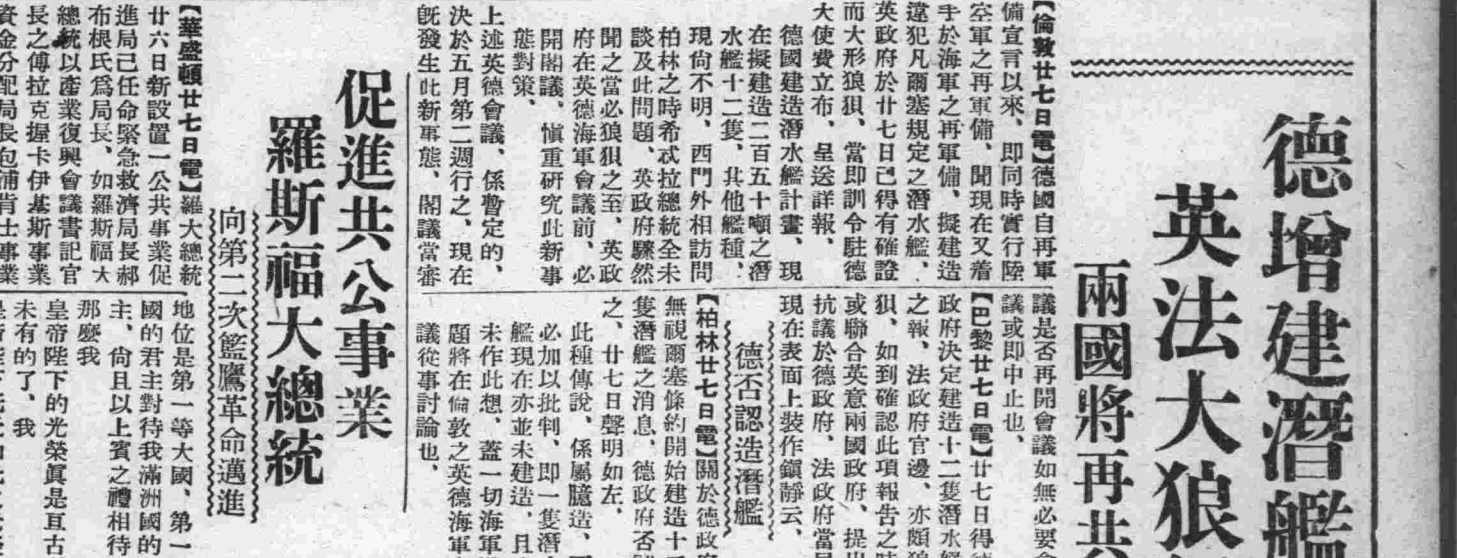 德增建潛艦
英法大狼
兩國將再共
【倫敦廿七日電】德國自再軍
備宣言以來、即同時實行陸
空軍之再軍備、聞現在又着
手於海軍之再軍備、擬建造
違犯凡爾塞規定之潛水艦、
英政府於廿七日已得有確證
而大形狼狽、當即訓令駐德
大使費立布、呈送詳報、
德國建造潛水艦計畫、現
在擬建造二百五十噸之潛
水艦十二隻、其他艦種、
現尙不明、西門外相訪問
柏林之時希忒拉總統全未
談及此問題、英政府驟然
聞之當必狼狽之至、英政
府在英德海軍會議前、必
開閣議、愼重研究此新事
態對策、
上述英德會議、係暫定的、
決於五月第二週行之、現在
旣發生此新事態、閣議當審
議是否再開會議如無必要
議或即中止也、
【巴黎廿七日電】廿七日得
政府決定建造十二隻潛水
之報、法政府官邊、亦頗狼
狽、如到確認此項報告之
或聯合英意兩國政府、提
抗議於德政府、法政府當
現在表面上裝作鎭靜云、
德否認造潛艦
【柏林廿七日電】關於德政
無視爾塞條約開始建造十
隻潛艦之消息、德政府否
之、廿七日聲明如左、
此種傳說、係屬臆造、
必加以批判、即一隻潛
艦現在亦並未建造、且
未作此想、蓋一切海軍
題將在倫敦之英德海軍
議從事討論也、
促進共公事業
羅斯福大總統
向第二次籃鷹革命邁進
【華盛頓廿七日電】羅大總統
廿六日新設置一公共事業促
進局己任命緊急救濟局長郝
布根氏爲局長、如羅斯福大
總統以產業復興會議書記官
長之傅拉克握卡伊基斯事業
資金分配局長包浦肯士事業
地位是第一等大國、第一
國的君主對待我滿洲國的
主、尙且以上賓之禮相待
那麼我
皇帝陛下的光榮眞是亘古
未有的了、我